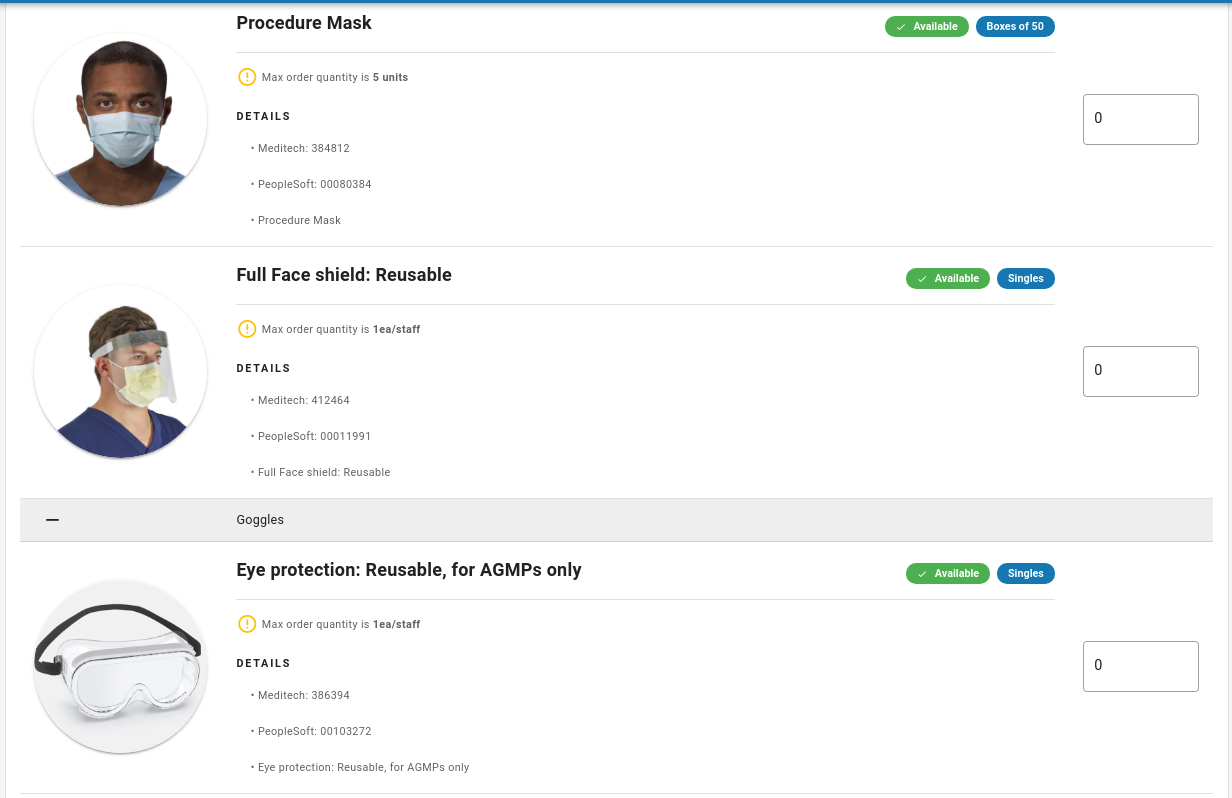 Procedure Mask
Available
Boxes of 50
Max order quantity is 5 units
0
DETAILS
• Meditech: 384812
• PeopleSoft: 00080384
• Procedure Mask
Full Face shield: Reusable
Available
Singles
Max order quantity is 1ea/staff
0
DETAILS
• Meditech: 412464
• PeopleSoft: 00011991
• Full Face shield: Reusable
Goggles
Eye protection: Reusable, for AGMPs only
Available
Singles
Max order quantity is 1ea/staff
0
DETAILS
• Meditech: 386394
• PeopleSoft: 00103272
• Eye protection: Reusable, for AGMPs only